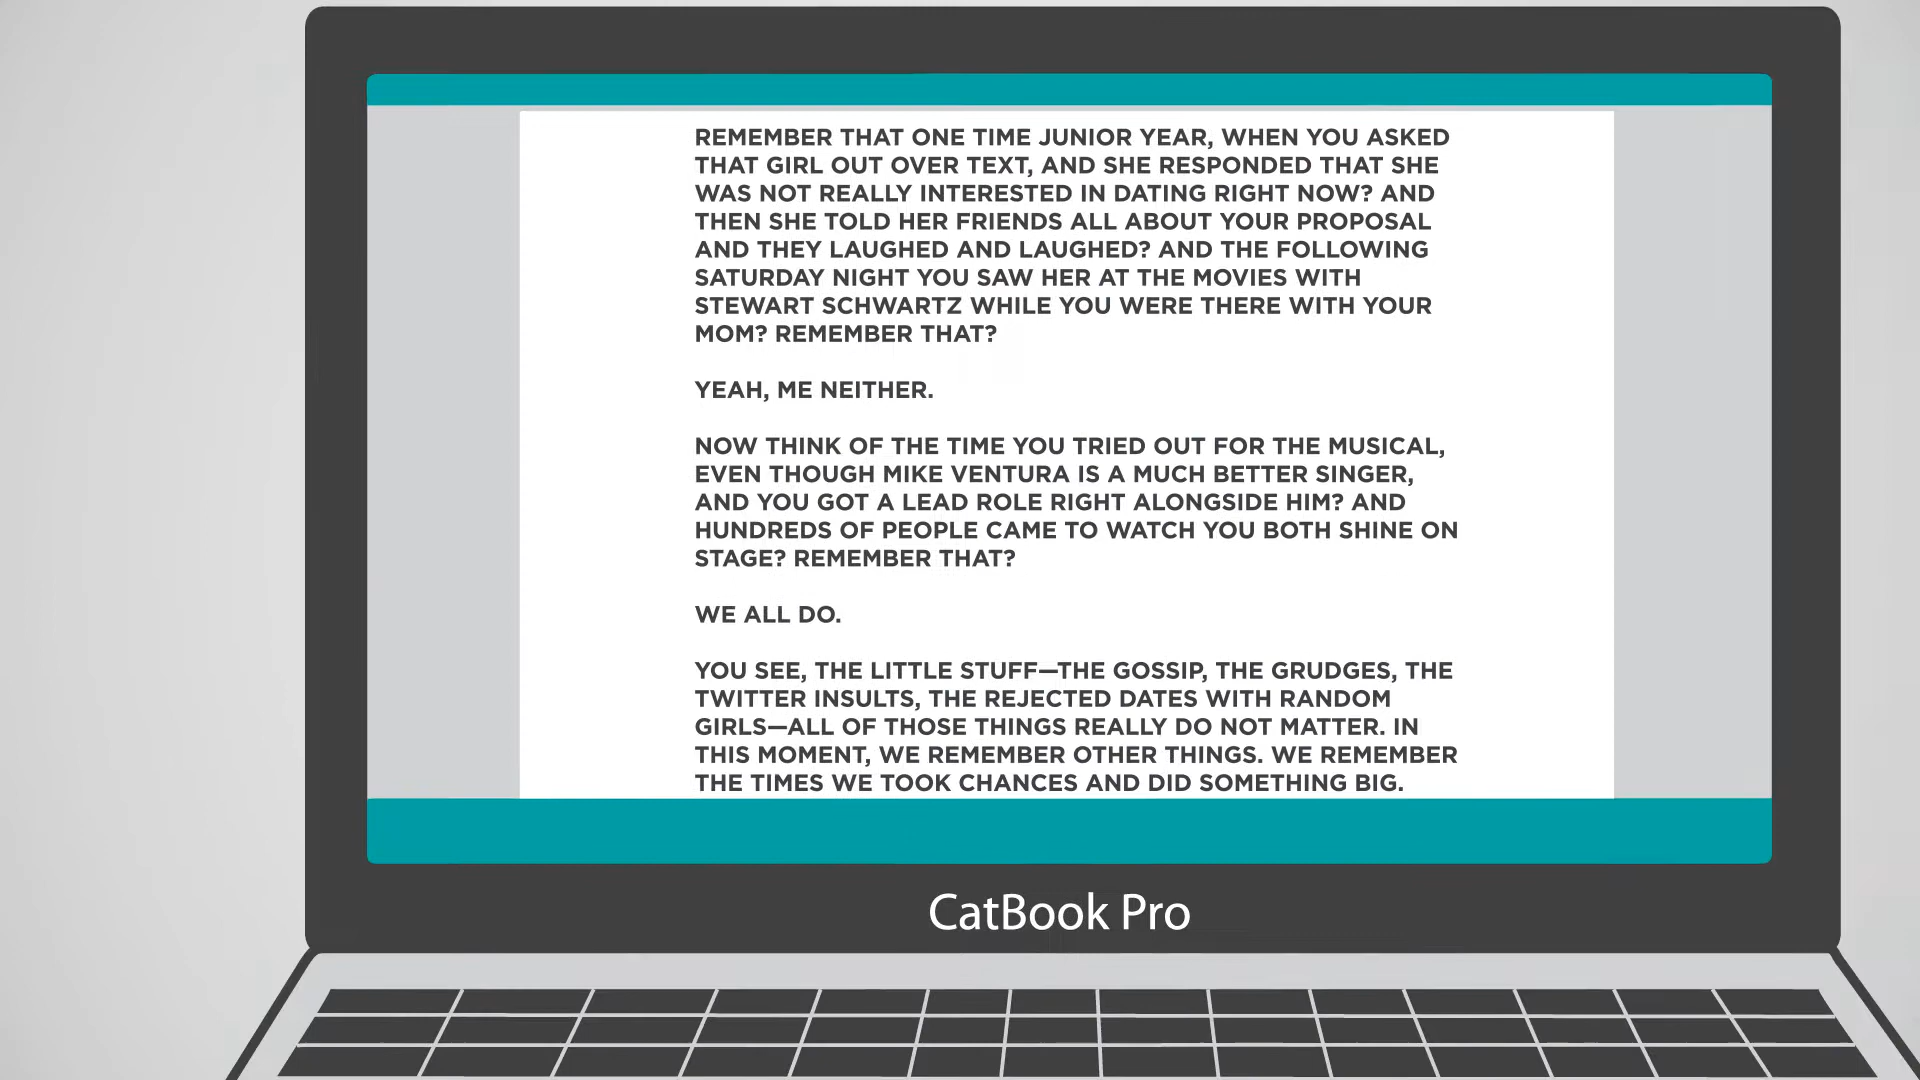 REMEMBER THAT ONE TIME JUNIOR YEAR, WHEN YOU ASKED
THAT GIRL OUT OVER TEXT, AND SHE RESPONDED THAT SHE
WAS NOT REALLY INTERESTED IN DATING RIGHT NOW? AND
THEN SHE TOLD HER FRIENDS ALL ABOUT YOUR PROPOSAL
AND THEY LAUGHED AND LAUGHED? AND THE FOLLOWING
SATURDAY NIGHT YOU SAW HER AT THE MOVIES WITH
STEWART SCHWARTZ WHILE YOU WERE THERE WITH YOUR
MOM? REMEMBER THAT?
YEAH, ME NEITHER.
NOW THINK OF THE TIME YOU TRIED OUT FOR THE MUSICAL,
EVEN THOUGH MIKE VENTURA IS A MUCH BETTER SINGER,
AND YOU GOT A LEAD ROLE RIGHT ALONGSIDE HIM? AND
HUNDREDS OF PEOPLE CAME TO WATCH YOU BOTH SHINE ON
STAGE? REMEMBER THAT?
WE ALL DO.
YOU SEE, THE LITTLE STUFF—THE GOSSIP, THE GRUDGES, THE
TWITTER INSULTS, THE REJECTED DATES WITH RANDOM
GIRLS—ALL OF THOSE THINGS REALLY DO NOT MATTER. IN
THIS MOMENT, WE REMEMBER OTHER THINGS. WE REMEMBER
THE TIMES WE TOOK CHANCES AND DID SOMETHING BIG.
CatBook Pro